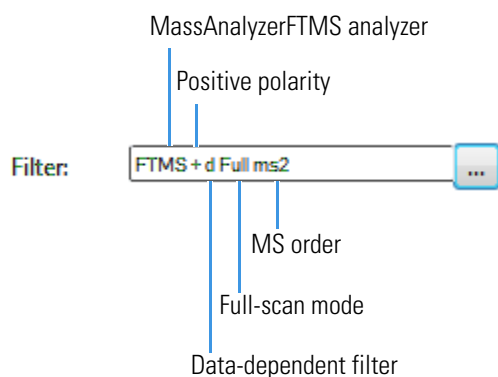 MassAnalyzerFTMS analyzer
Positive polarity
Filter: FTMS + d Full ms2 ...
MS order
Full-scan mode
Data-dependent filter